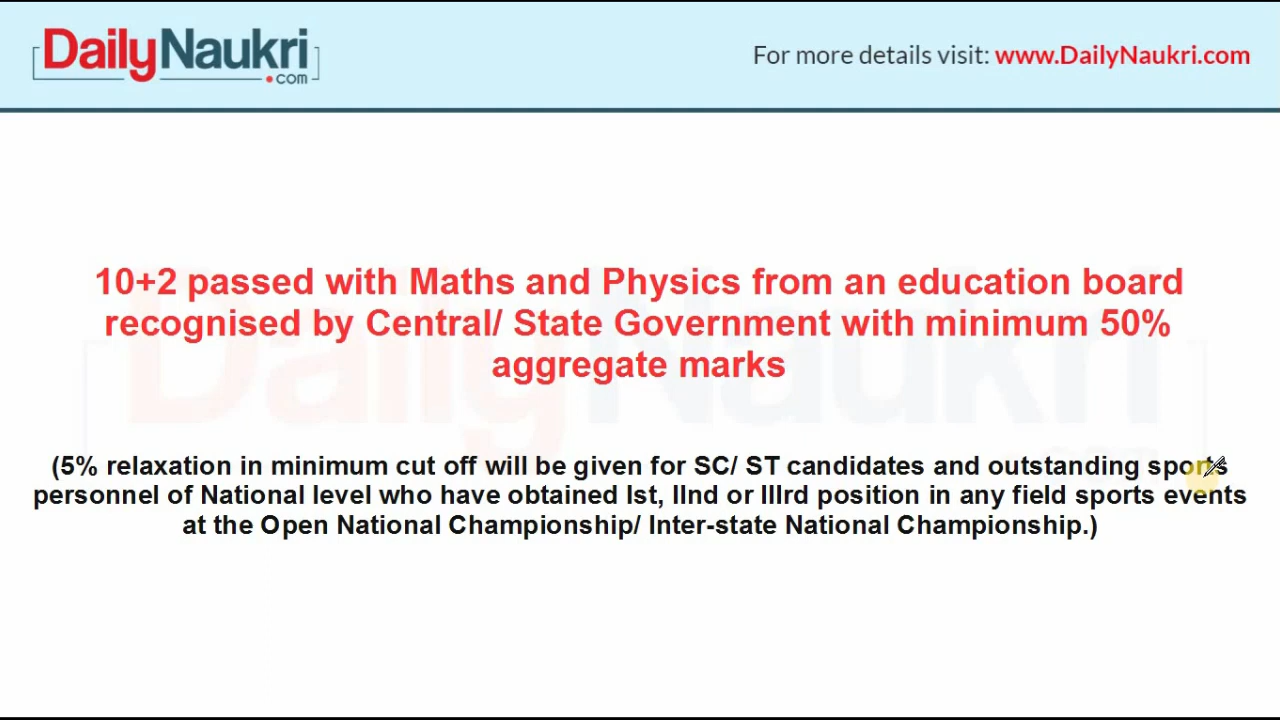 DailyNaukri
.com
For more details visit: www.DailyNaukri.com
10+2 passed with Maths and Physics from an education board
recognised by Central/ State Government with minimum 50%
aggregate marks
(5% relaxation in minimum cut off will be given for SC/ ST candidates and outstanding sports
personnel of National level who have obtained Ist, IInd or IIIrd position in any field sports events
at the Open National Championship/ Inter-state National Championship.)